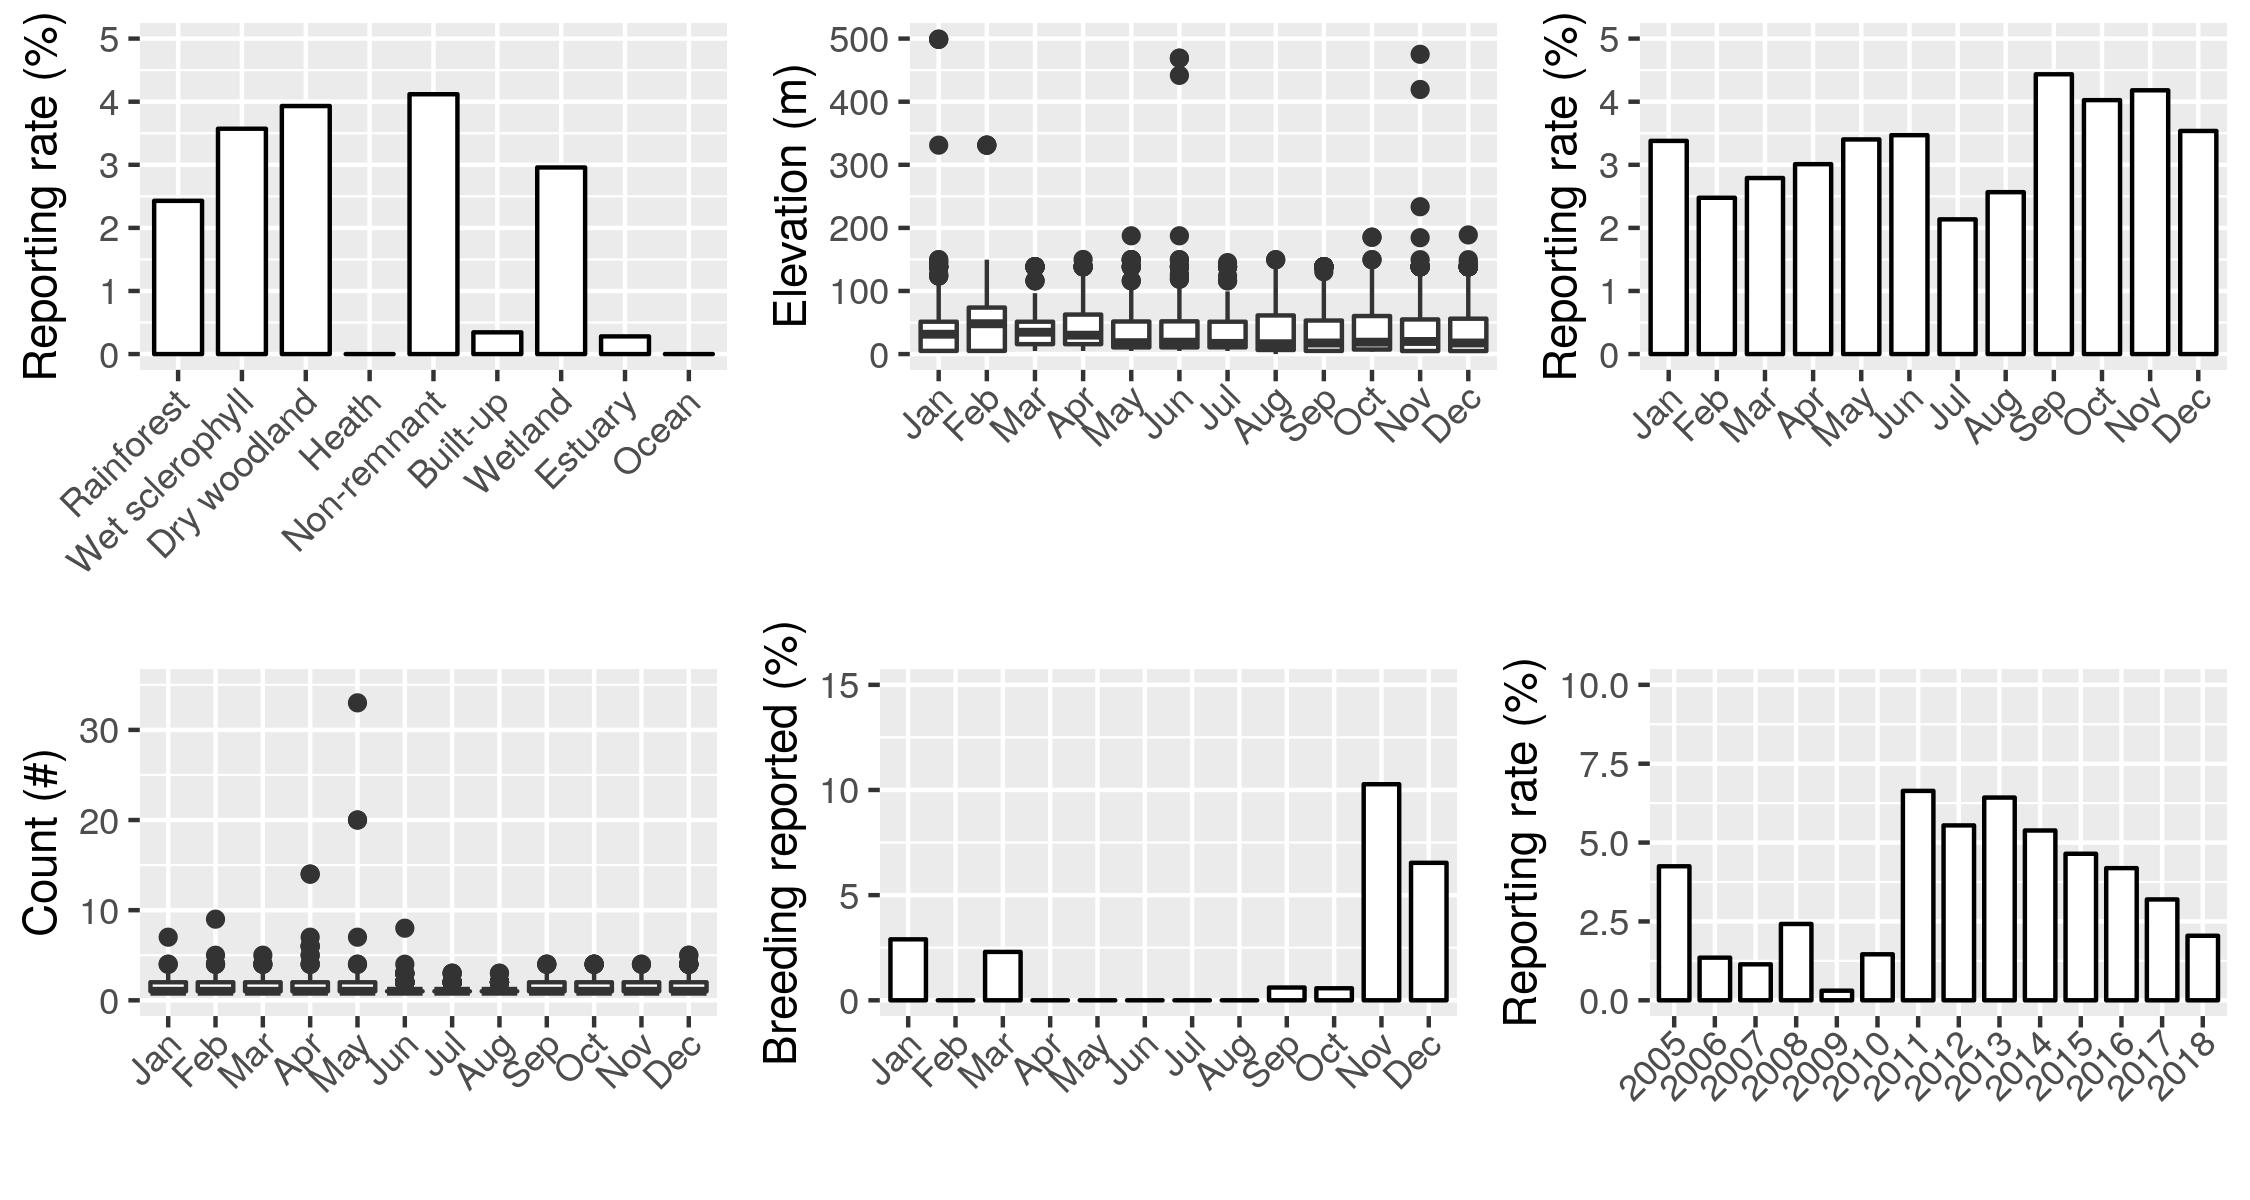 Reporting rate (%)
5
4
3
2
1
0
Rainforest
Wet sclerophyll
Dry woodland
Heath
Non-remnant
Built-up
Wetland
Estuary
Ocean
Elevation (m)
500
400
300
200
100
0
Jan
Feb
Mar
Apr
May
Jun
Jul
Aug
Sep
Oct
Nov
Dec
Reporting rate (%)
5
4
3
2
1
0
Jan
Feb
Mar
Apr
May
Jun
Jul
Aug
Sep
Oct
Nov
Dec
Count (#)
30
20
10
0
Jan
Feb
Mar
Apr
May
Jun
Jul
Aug
Sep
Oct
Nov
Dec
Breeding reported (%)
15
10
5
0
Jan
Feb
Mar
Apr
May
Jun
Jul
Aug
Sep
Oct
Nov
Dec
Reporting rate (%)
10.0
7.5
5.0
2.5
0.0
2005
2006
2007
2008
2009
2010
2011
2012
2013
2014
2015
2016
2017
2018